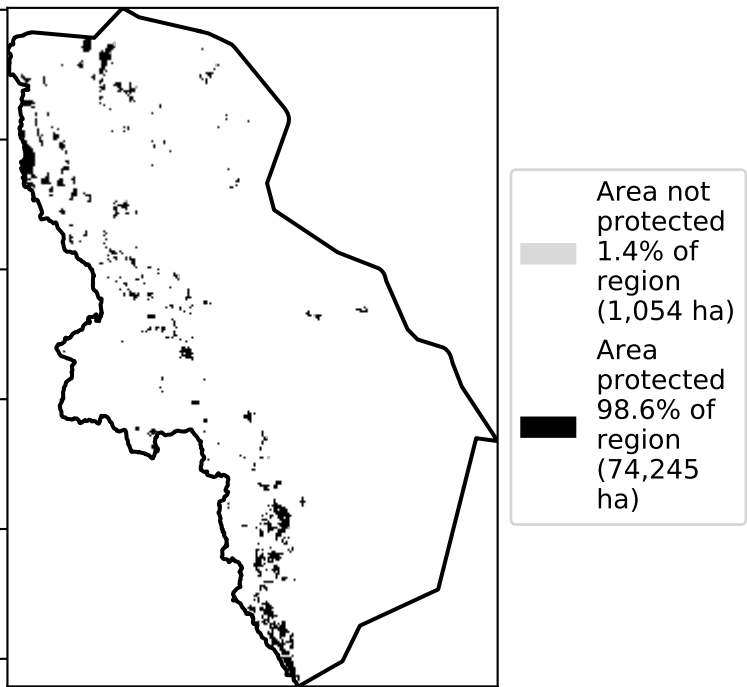 Area not
protected
1.4% of
region
(1,054 ha)
Area
protected
98.6% of
region
(74,245
ha)